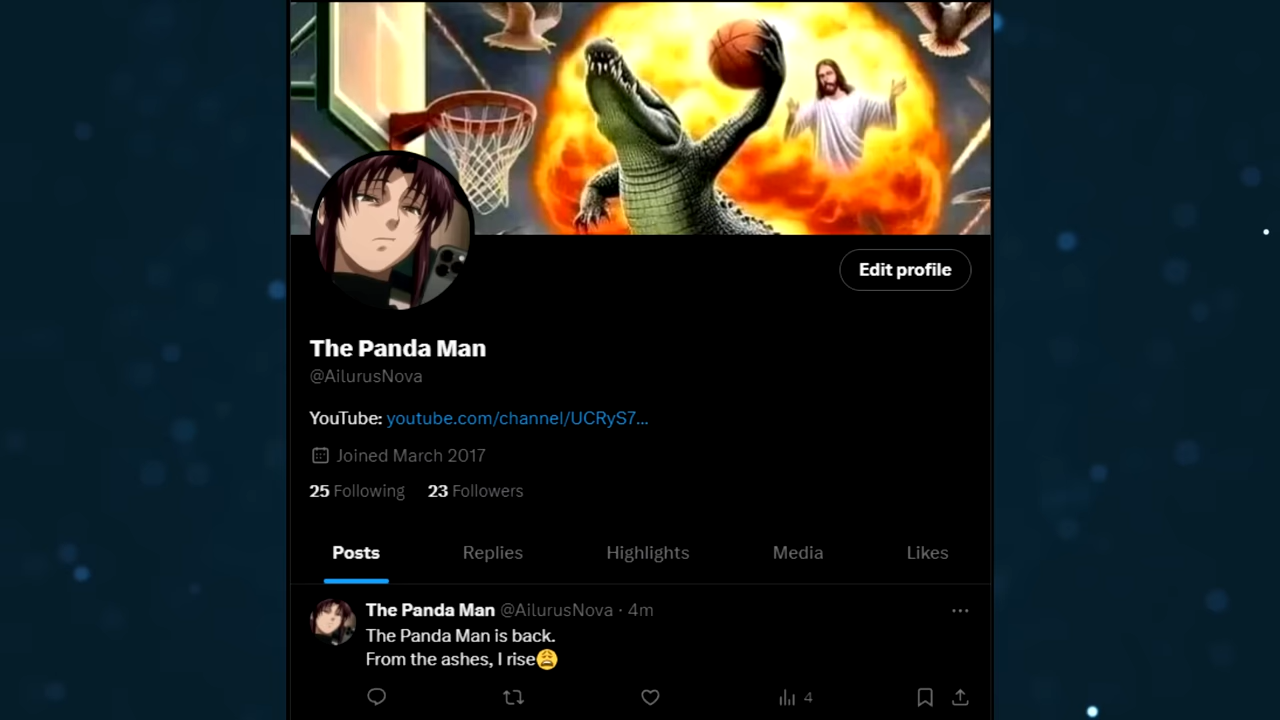 Edit profile
The Panda Man
@AilurusNova
YouTube: youtube.com/channel/UCRyS7...
Joined March 2017
25 Following 23 Followers
Posts Replies Highlights Media Likes
The Panda Man @AilurusNova · 4m
The Panda Man is back.
From the ashes, I rise😩
4